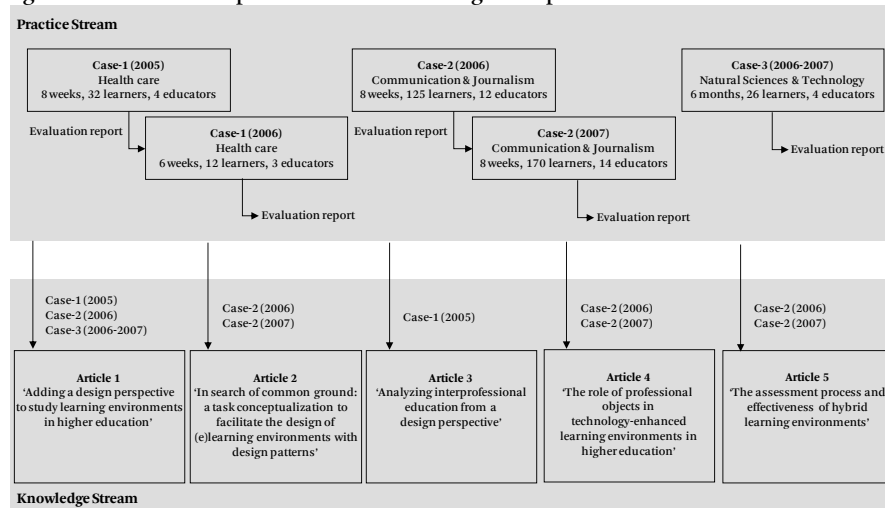 Practice Stream
Case-1 (2005)
Health care
8 weeks, 32 learners, 4 educators
Evaluation report
Case-1 (2006)
Health care
6 weeks, 12 learners, 3 educators
Evaluation report
Case-2 (2006)
Communication & Journalism
8 weeks, 125 learners, 12 educators
Evaluation report
Case-2 (2007)
Communication & Journalism
8 weeks, 170 learners, 14 educators
Evaluation report
Case-3 (2006-2007)
Natural Sciences & Technology
6 months, 26 learners, 4 educators
Evaluation report
Case-1 (2005)
Case-2 (2006)
Case-3 (2006-2007)
Case-2 (2006)
Case-2 (2007)
Case-1 (2005)
Case-2 (2006)
Case-2 (2007)
Case-2 (2006)
Case-2 (2007)
Article 1
‘Adding a design perspective
to study learning environments
in higher education’
Article 2
‘In search of common ground:
a task conceptualization to
facilitate the design of
(e)learning environments with
design patterns’
Article 3
‘Analyzing interprofessional
education from a
design perspective’
Article 4
‘The role of professional
objects in
technology-enhanced
learning environments in
higher education’
Article 5
‘The assessment process and
effectiveness of hybrid
learning environments’
Knowledge Stream